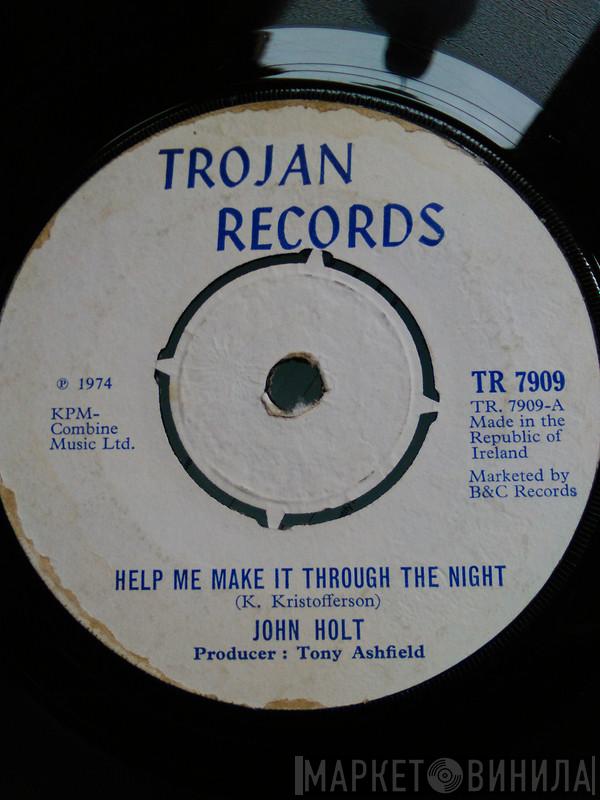 TROJAN
RECORDS
℗ 1974
KPM-
Combine
Music Ltd.
TR 7909
TR. 7909-A
Made in the
Republic of
Ireland
Marketed by
B&C Records
HELP ME MAKE IT THROUGH THE NIGHT
(K. Kristofferson)
JOHN HOLT
Producer : Tony Ashfield
МАРКЕТ ВИНИЛА